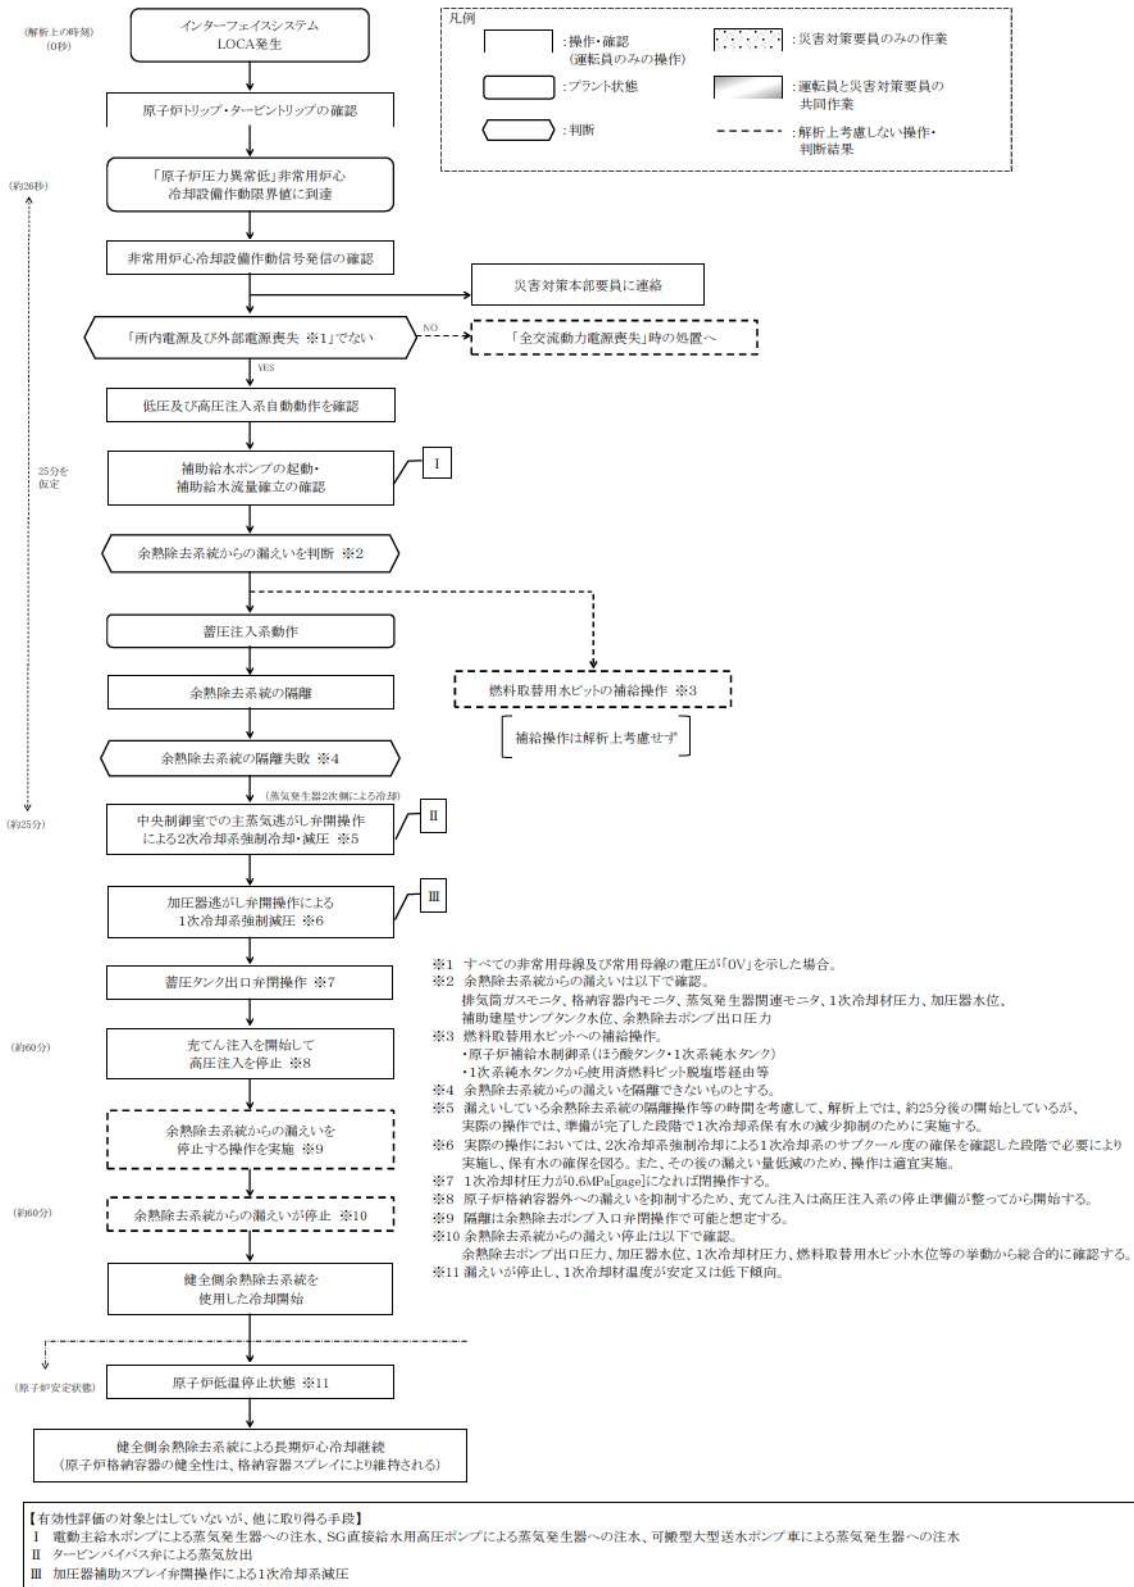 (解析上の時刻)
(0秒)
インターフェイスシステム
LOCA発生
凡例
:操作・確認
(運転員のみの操作)
:災害対策要員のみの作業
:プラント状態
:運転員と災害対策要員の
共同作業
:判断
:解析上考慮しない操作・
判断結果
原子炉トリップ・タービントリップの確認
(約26秒)
「原子炉圧力異常低」非常用炉心
冷却設備作動限界値に到達
非常用炉心冷却設備作動信号発信の確認
災害対策本部要員に連絡
「所内電源及び外部電源喪失 ※1」でない
NO
「全交流動力電源喪失」時の処置へ
YES
低圧及び高圧注入系自動動作を確認
25分を
仮定
補助給水ポンプの起動・
補助給水流量確立の確認
I
余熱除去系統からの漏えいを判断 ※2
蓄圧注入系動作
余熱除去系統の隔離
燃料取替用水ピットの補給操作 ※3
補給操作は解析上考慮せず
余熱除去系統の隔離失敗 ※4
(蒸気発生器2次側による冷却)
(約25分)
中央制御室での主蒸気逃がし弁開操作
による2次冷却系強制冷却・減圧 ※5
Ⅱ
加圧器逃がし弁開操作による
1次冷却系強制減圧 ※6
Ⅲ
蓄圧タンク出口弁閉操作 ※7
(約60分)
充てん注入を開始して
高圧注入を停止 ※8
余熱除去系統からの漏えいを
停止する操作を実施 ※9
(約60分)
余熱除去系統からの漏えいが停止 ※10
健全側余熱除去系統を
使用した冷却開始
(原子炉安定状態)
原子炉低温停止状態 ※11
健全側余熱除去系統による長期炉心冷却継続
(原子炉格納容器の健全性は、格納容器スプレイにより維持される)
※1 すべての非常用母線及び常用母線の電圧が「0V」を示した場合。
※2 余熱除去系統からの漏えいは以下で確認。
排気筒ガスモニタ、格納容器内モニタ、蒸気発生器関連モニタ、1次冷却材圧力、加圧器水位、
補助建屋サンプタンク水位、余熱除去ポンプ出口圧力
※3 燃料取替用水ピットへの補給操作。
・原子炉補給水制御系(ほう酸タンク・1次系純水タンク)
・1次系純水タンクから使用済燃料ピット脱塩塔経由等
※4 余熱除去系統からの漏えいを隔離できないものとする。
※5 漏えいしている余熱除去系統の隔離操作等の時間を考慮して、解析上では、約25分後の開始としているが、
実際の操作では、準備が完了した段階で1次冷却系保有水の減少抑制のために実施する。
※6 実際の操作においては、2次冷却系強制冷却による1次冷却系のサブクール度の確保を確認した段階で必要により
実施し、保有水の確保を図る。また、その後の漏えい量低減のため、操作は適宜実施。
※7 1次冷却材圧力が0.6MPa[gage]になれば閉操作する。
※8 原子炉格納容器外への漏えいを抑制するため、充てん注入は高圧注入系の停止準備が整ってから開始する。
※9 隔離は余熱除去ポンプ入口弁閉操作で可能と想定する。
※10 余熱除去系統からの漏えい停止は以下で確認。
余熱除去ポンプ出口圧力、加圧器水位、1次冷却材圧力、燃料取替用水ピット水位等の挙動から総合的に確認する。
※11 漏えいが停止し、1次冷却材温度が安定又は低下傾向。
【有効性評価の対象とはしていないが、他に取り得る手段】
I 電動主給水ポンプによる蒸気発生器への注水、SG直接給水用高圧ポンプによる蒸気発生器への注水、可搬型大型送水ポンプ車による蒸気発生器への注水
Ⅱ タービンバイパス弁による蒸気放出
Ⅲ 加圧器補助スプレイ弁開操作による1次冷却系減圧